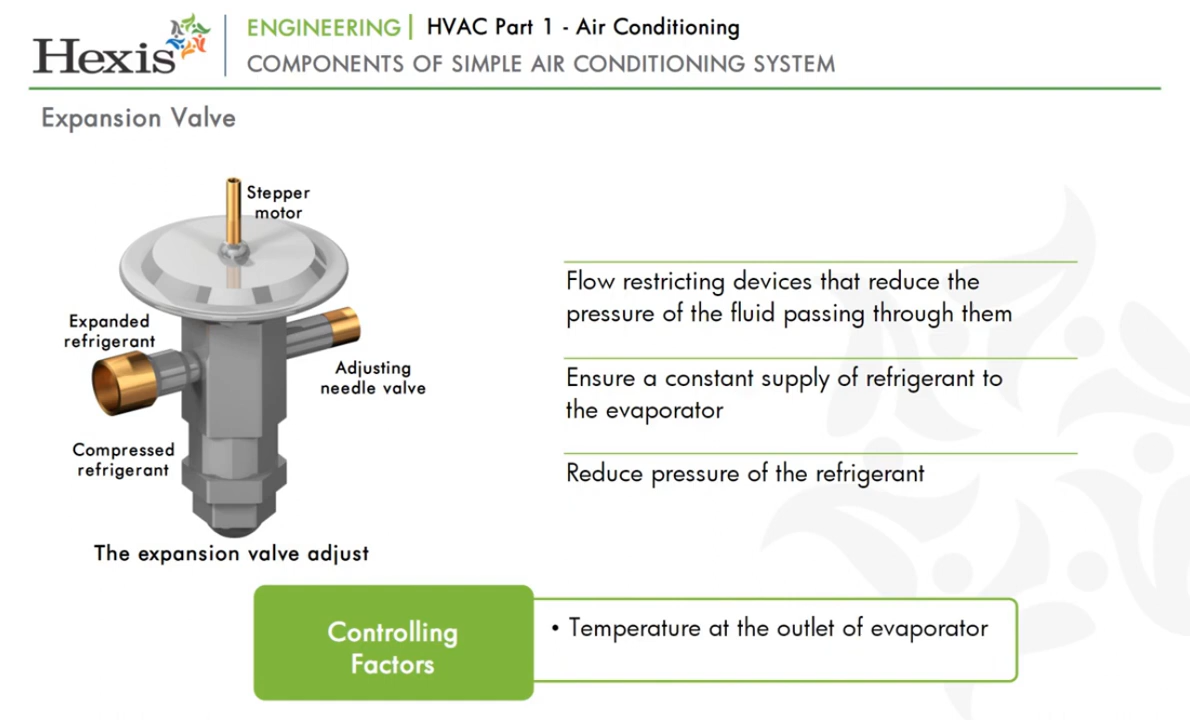 Hexis
ENGINEERING | HVAC Part 1 - Air Conditioning
COMPONENTS OF SIMPLE AIR CONDITIONING SYSTEM
Expansion Valve
Stepper
motor
Expanded
refrigerant
Adjusting
needle valve
Compressed
refrigerant
The expansion valve adjust
Flow restricting devices that reduce the
pressure of the fluid passing through them
Ensure a constant supply of refrigerant to
the evaporator
Reduce pressure of the refrigerant
Controlling
Factors
• Temperature at the outlet of evaporator